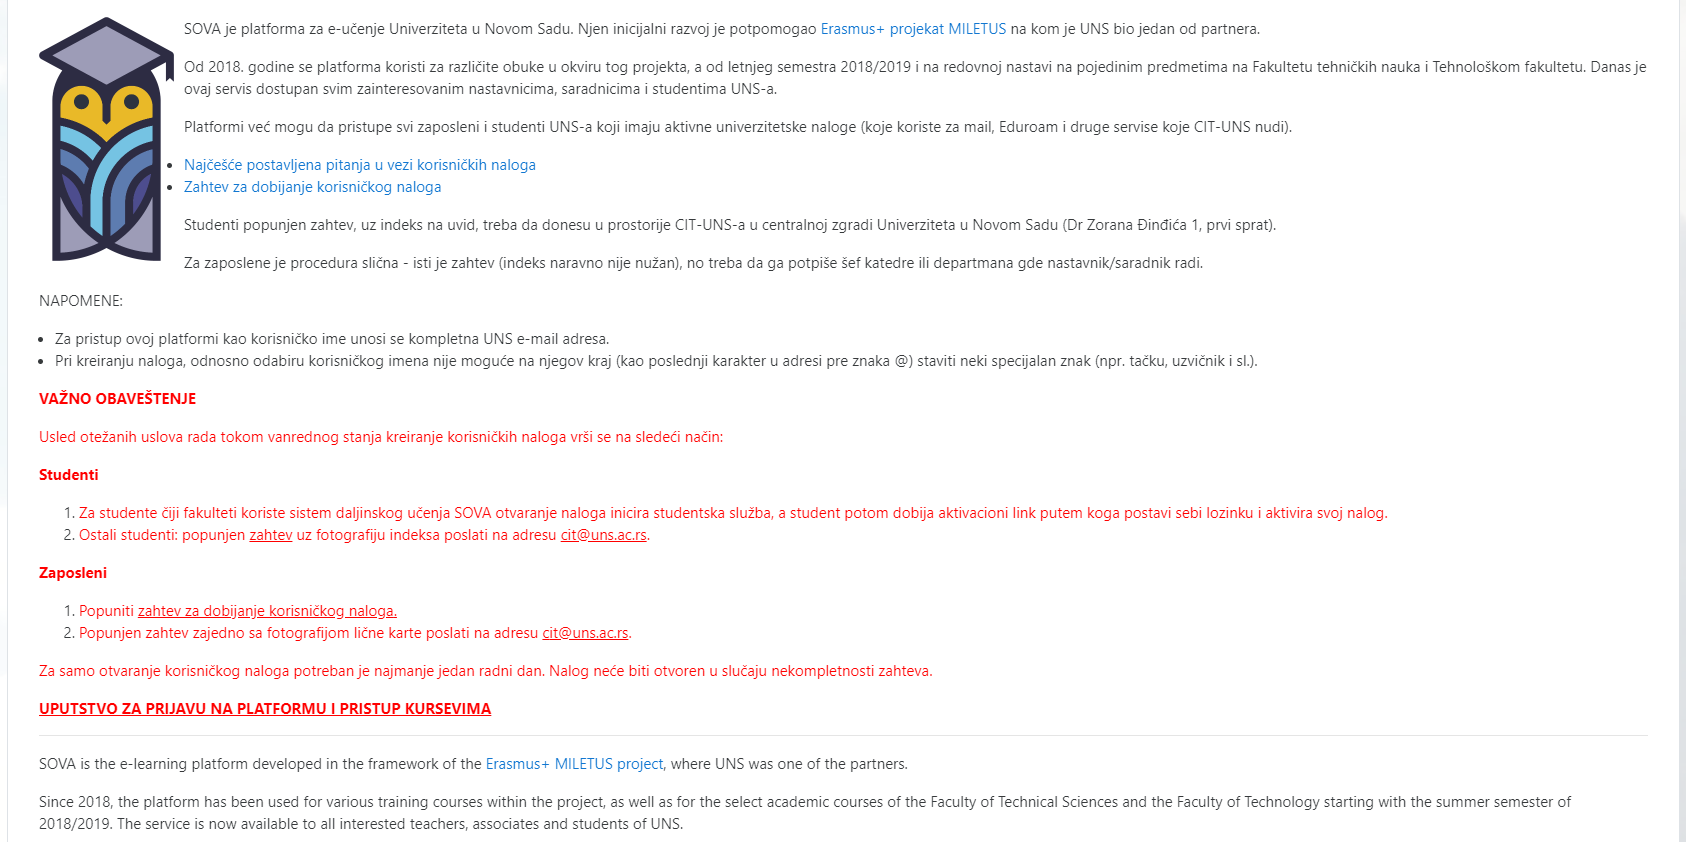 SOVA je platforma za e-učenje Univerziteta u Novom Sadu. Njen inicijalni razvoj je potpomogao Erasmus+ projekat MILETUS na kom je UNS bio jedan od partnera.
Od 2018. godine se platforma koristi za različite obuke u okviru tog projekta, a od letnjeg semestra 2018/2019 i na redovnoj nastavi na pojedinim predmetima na Fakultetu tehničkih nauka i Tehnološkom fakultetu. Danas je
ovaj servis dostupan svim zainteresovanim nastavnicima, saradnicima i studentima UNS-a.
Platformi već mogu da pristupe svi zaposleni i studenti UNS-a koji imaju aktivne univerzitetske naloge (koje koriste za mail, Eduroam i druge servise koje CIT-UNS nudi).
• Najčešće postavljena pitanja u vezi korisničkih naloga
• Zahtev za dobijanje korisničkog naloga
Studenti popunjen zahtev, uz indeks na uvid, treba da donesu u prostorije CIT-UNS-a u centralnoj zgradi Univerziteta u Novom Sadu (Dr Zorana Đinđića 1, prvi sprat).
Za zaposlene je procedura slična - isti je zahtev (indeks naravno nije nužan), no treba da ga potpiše šef katedre ili departmana gde nastavnik/saradnik radi.
NAPOMENE:
• Za pristup ovoj platformi kao korisničko ime unosi se kompletna UNS e-mail adresa.
• Pri kreiranju naloga, odnosno odabiru korisničkog imena nije moguće na njegov kraj (kao poslednji karakter u adresi pre znaka @) staviti neki specijalan znak (npr. tačku, uzvičnik i sl.).
VAŽNO OBAVEŠTENJE
Usled otežanih uslova rada tokom vanrednog stanja kreiranje korisničkih naloga vrši se na sledeći način:
Studenti
1. Za studente čiji fakulteti koriste sistem daljinskog učenja SOVA otvaranje naloga inicira studentska služba, a student potom dobija aktivacioni link putem koga postavi sebi lozinku i aktivira svoj nalog.
2. Ostali studenti: popunjen zahtev uz fotografiju indeksa poslati na adresu cit@uns.ac.rs.
Zaposleni
1. Popuniti zahtev za dobijanje korisničkog naloga.
2. Popunjen zahtev zajedno sa fotografijom lične karte poslati na adresu cit@uns.ac.rs.
Za samo otvaranje korisničkog naloga potreban je najmanje jedan radni dan. Nalog neće biti otvoren u slučaju nekompletnosti zahteva.
UPUTSTVO ZA PRIJAVU NA PLATFORMU I PRISTUP KURSEVIMA
SOVA is the e-learning platform developed in the framework of the Erasmus+ MILETUS project, where UNS was one of the partners.
Since 2018, the platform has been used for various training courses within the project, as well as for the select academic courses of the Faculty of Technical Sciences and the Faculty of Technology starting with the summer semester of
2018/2019. The service is now available to all interested teachers, associates and students of UNS.